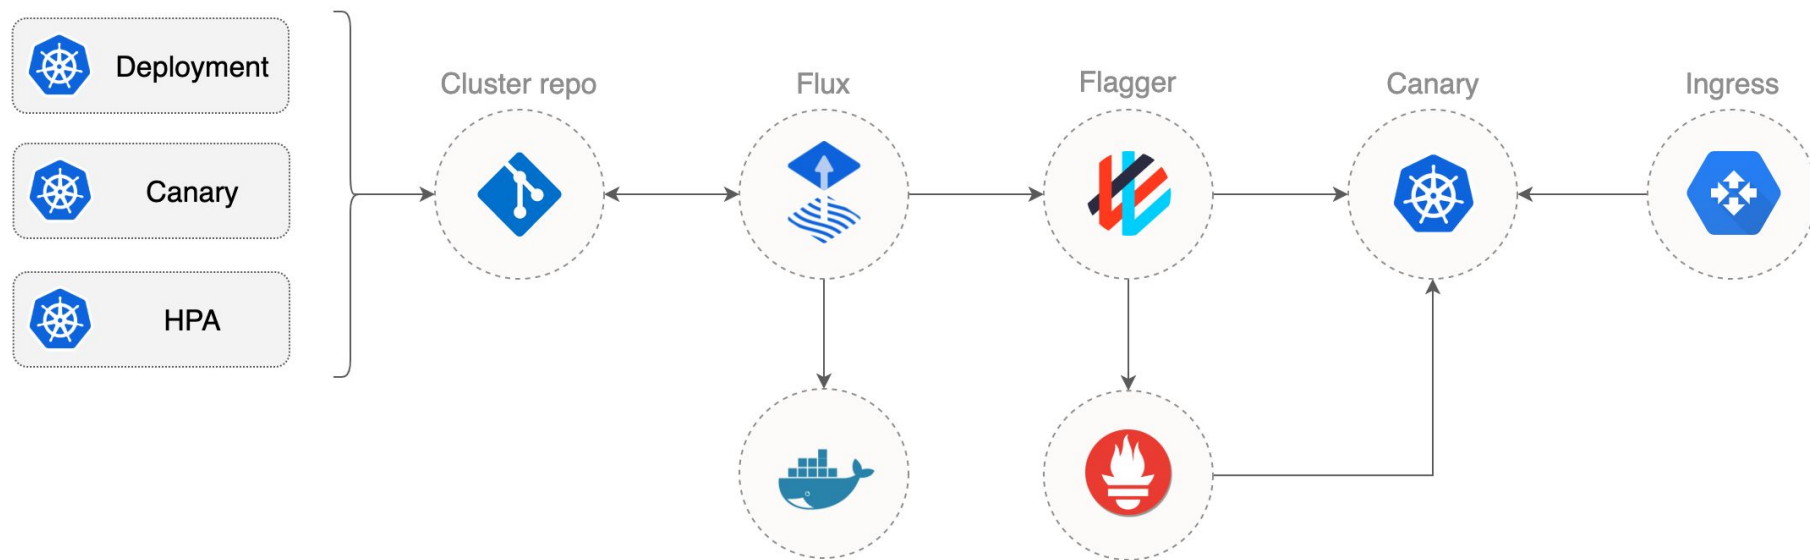 Deployment
Canary
HPA
Cluster repo
Flux
Flagger
Canary
Ingress